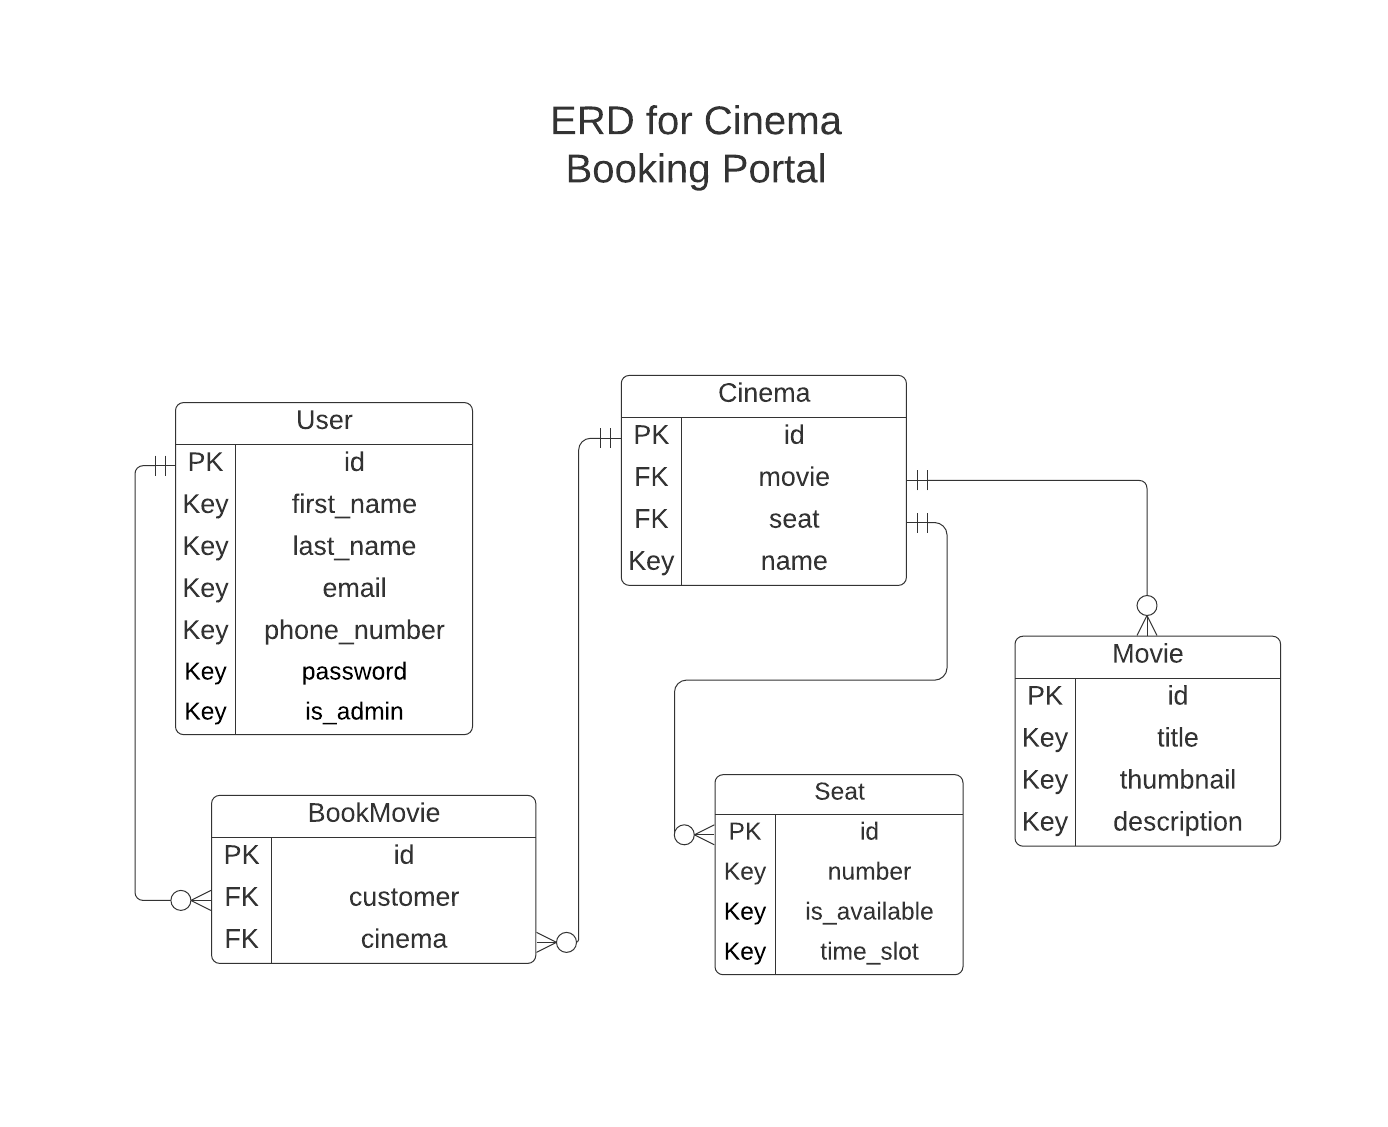 ERD for Cinema
Booking Portal
User
PK id
Key first_name
Key last_name
Key email
Key phone_number
Key password
Key is_admin
Cinema
PK id
FK movie
FK seat
Key name
BookMovie
PK id
FK customer
FK cinema
Seat
PK id
Key number
Key is_available
Key time_slot
Movie
PK id
Key title
Key thumbnail
Key description